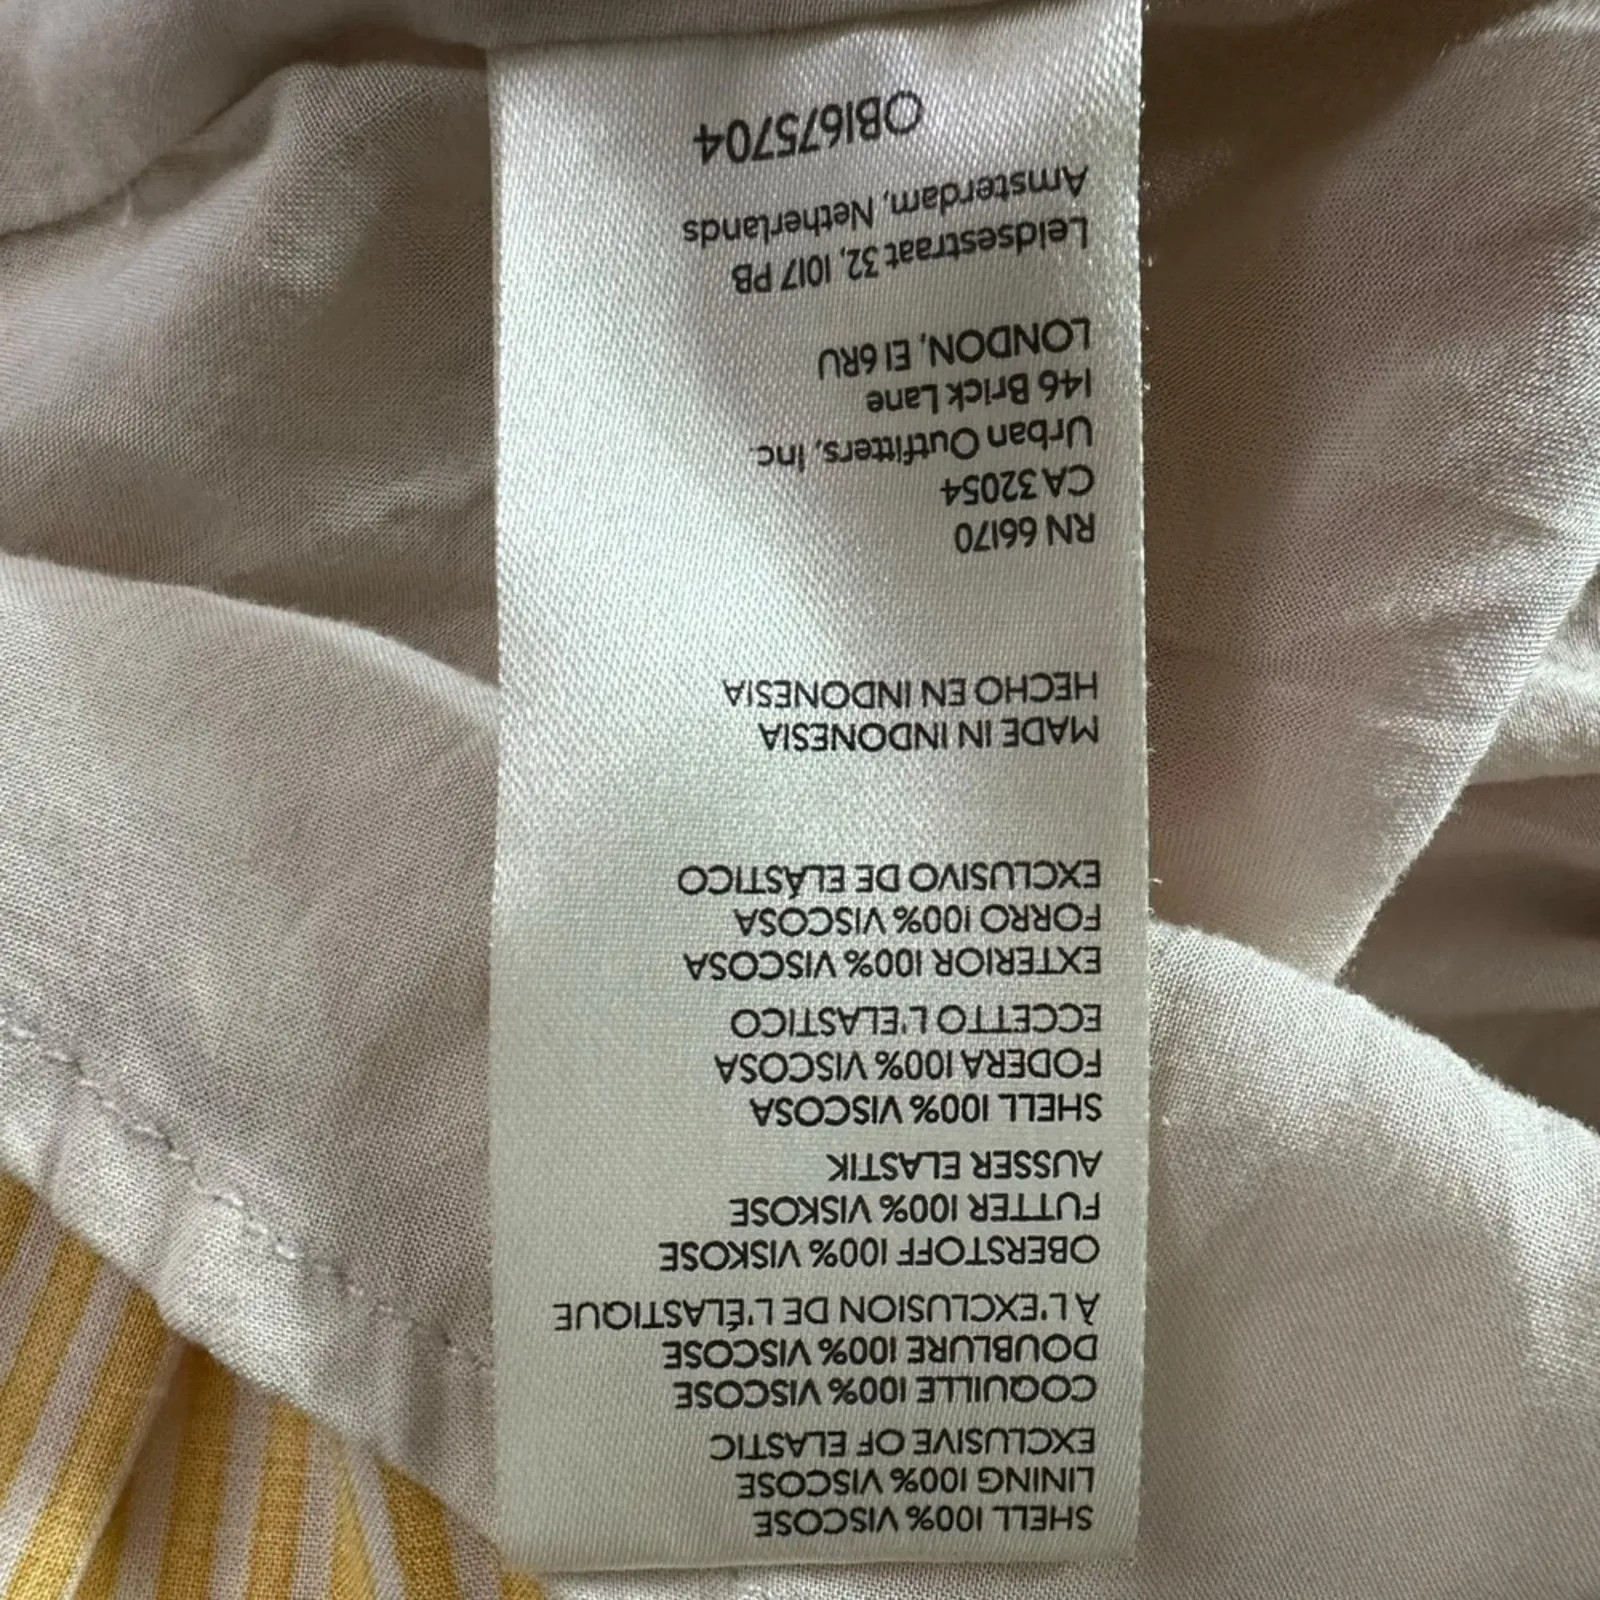 SHELL 100% VISCOSE
LINING 100% VISCOSE
EXCLUSIVE OF ELASTIC
COQUILLE 100% VISCOSE
DOUBLURE 100% VISCOSE
À L'EXCLUSION DE L'ÉLASTIQUE
OBERSTOFF 100% VISKOSE
FUTTER 100% VISKOSE
AUSSER ELASTIK
SHELL 100% VISCOSA
FODERA 100% VISCOSA
ECCETTO L'ELASTICO
EXTERIOR 100% VISCOSA
FORRO 100% VISCOSA
EXCLUSIVO DE ELÁSTICO
MADE IN INDONESIA
HECHO EN INDONESIA
RN 66170
CA 32054
Urban Outfitters, Inc.
146 Brick Lane
LONDON, E1 6RU
Leidsestraat 32, 1017 PB
Amsterdam, Netherlands
OB1675704